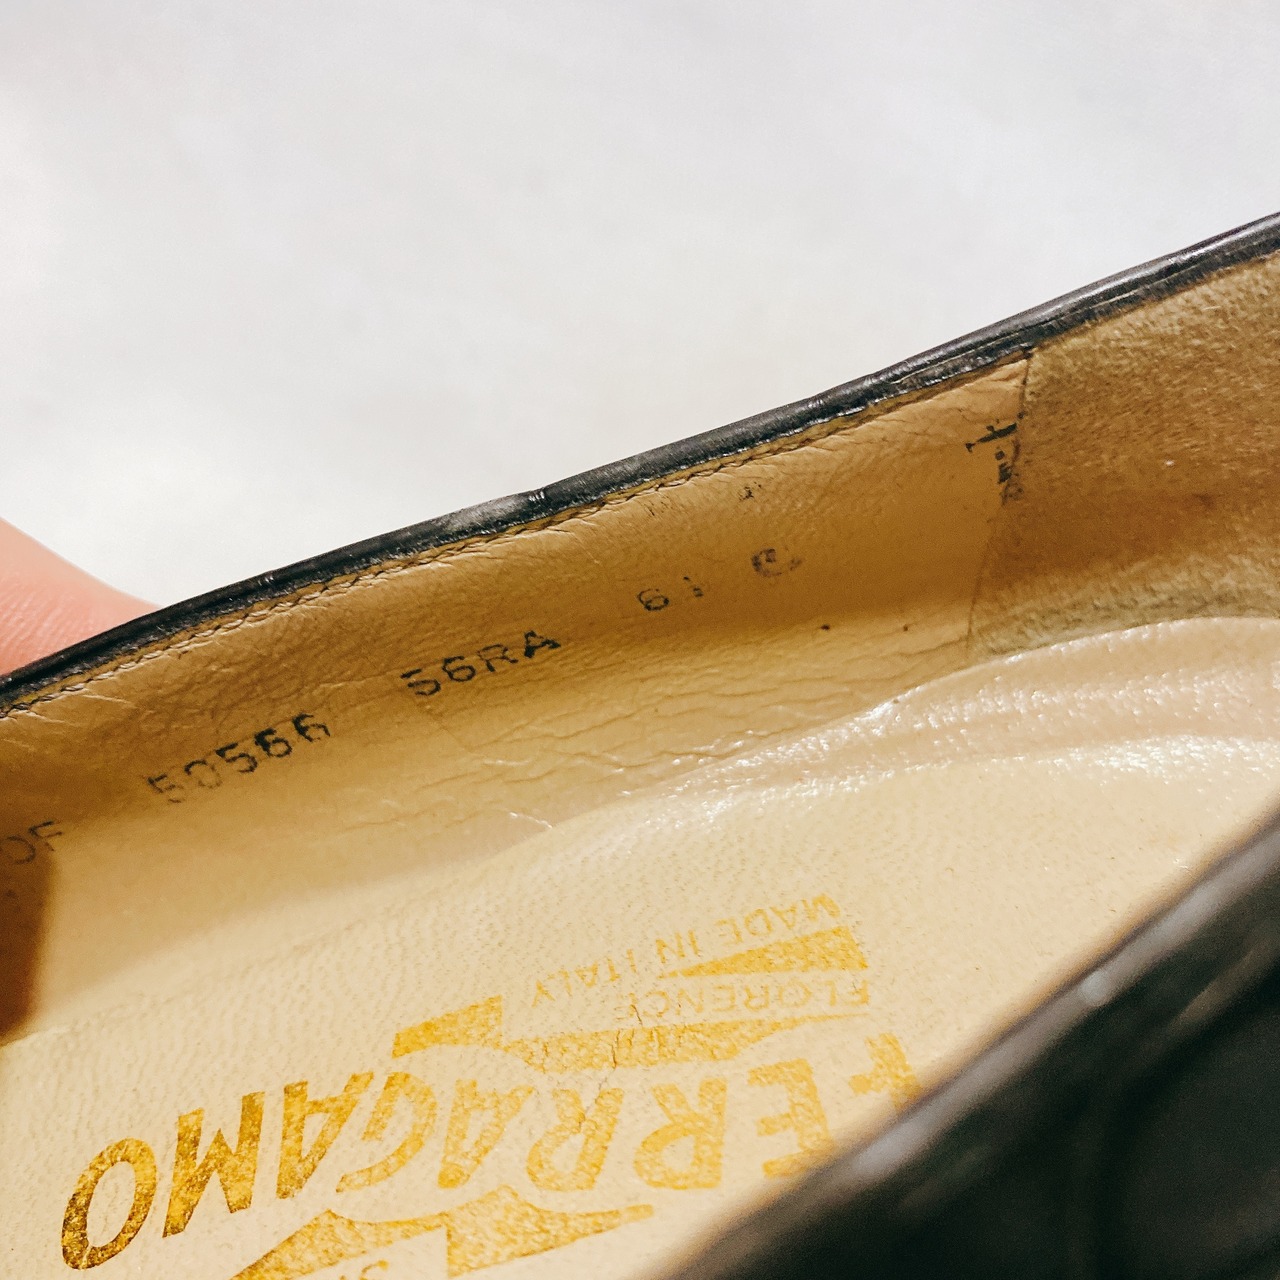 DF 50566 56RA 6½ C
FERRAGAMO
FLORENCE
MADE IN ITALY